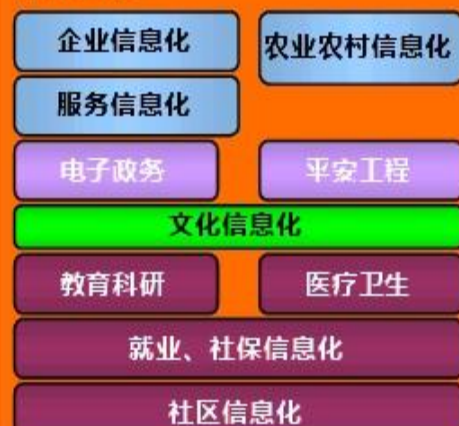 企业信息化
农业农村信息化
服务信息化
电子政务
平安工程
文化信息化
教育科研
医疗卫生
就业、社保信息化
社区信息化